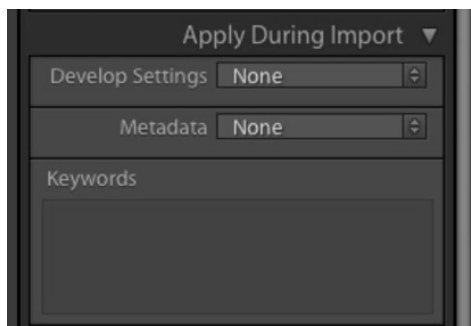 Apply During Import
Develop Settings None
Metadata None
Keywords